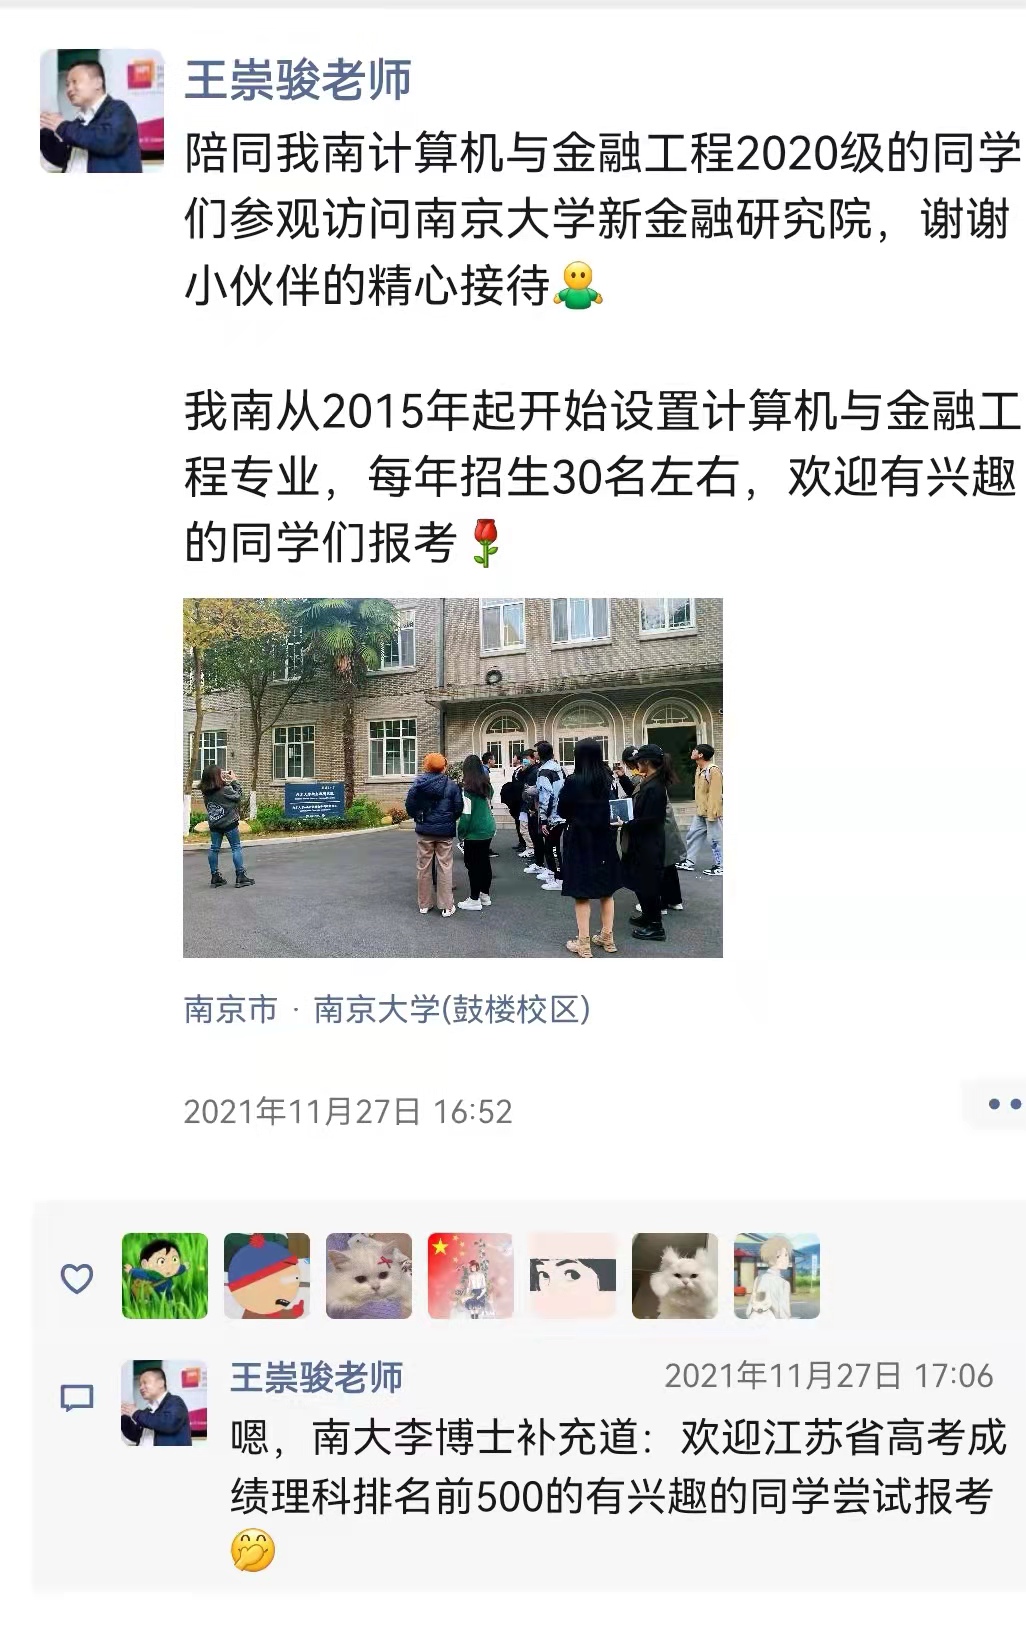 王崇骏老师
陪同我南计算机与金融工程2020级的同学
们参观访问南京大学新金融研究院，谢谢
小伙伴的精心接待
我南从2015年起开始设置计算机与金融工
程专业，每年招生30名左右，欢迎有兴趣
的同学们报考
南京市 · 南京大学(鼓楼校区)
2021年11月27日 16:52
王崇骏老师
2021年11月27日 17:06
嗯，南大李博士补充道：欢迎江苏省高考成
绩理科排名前500的有兴趣的同学尝试报考